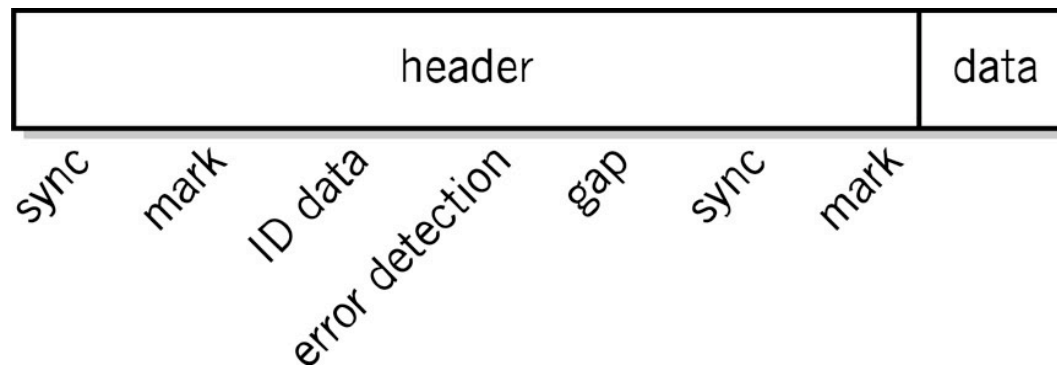 header data
sync mark ID data error detection gap sync mark